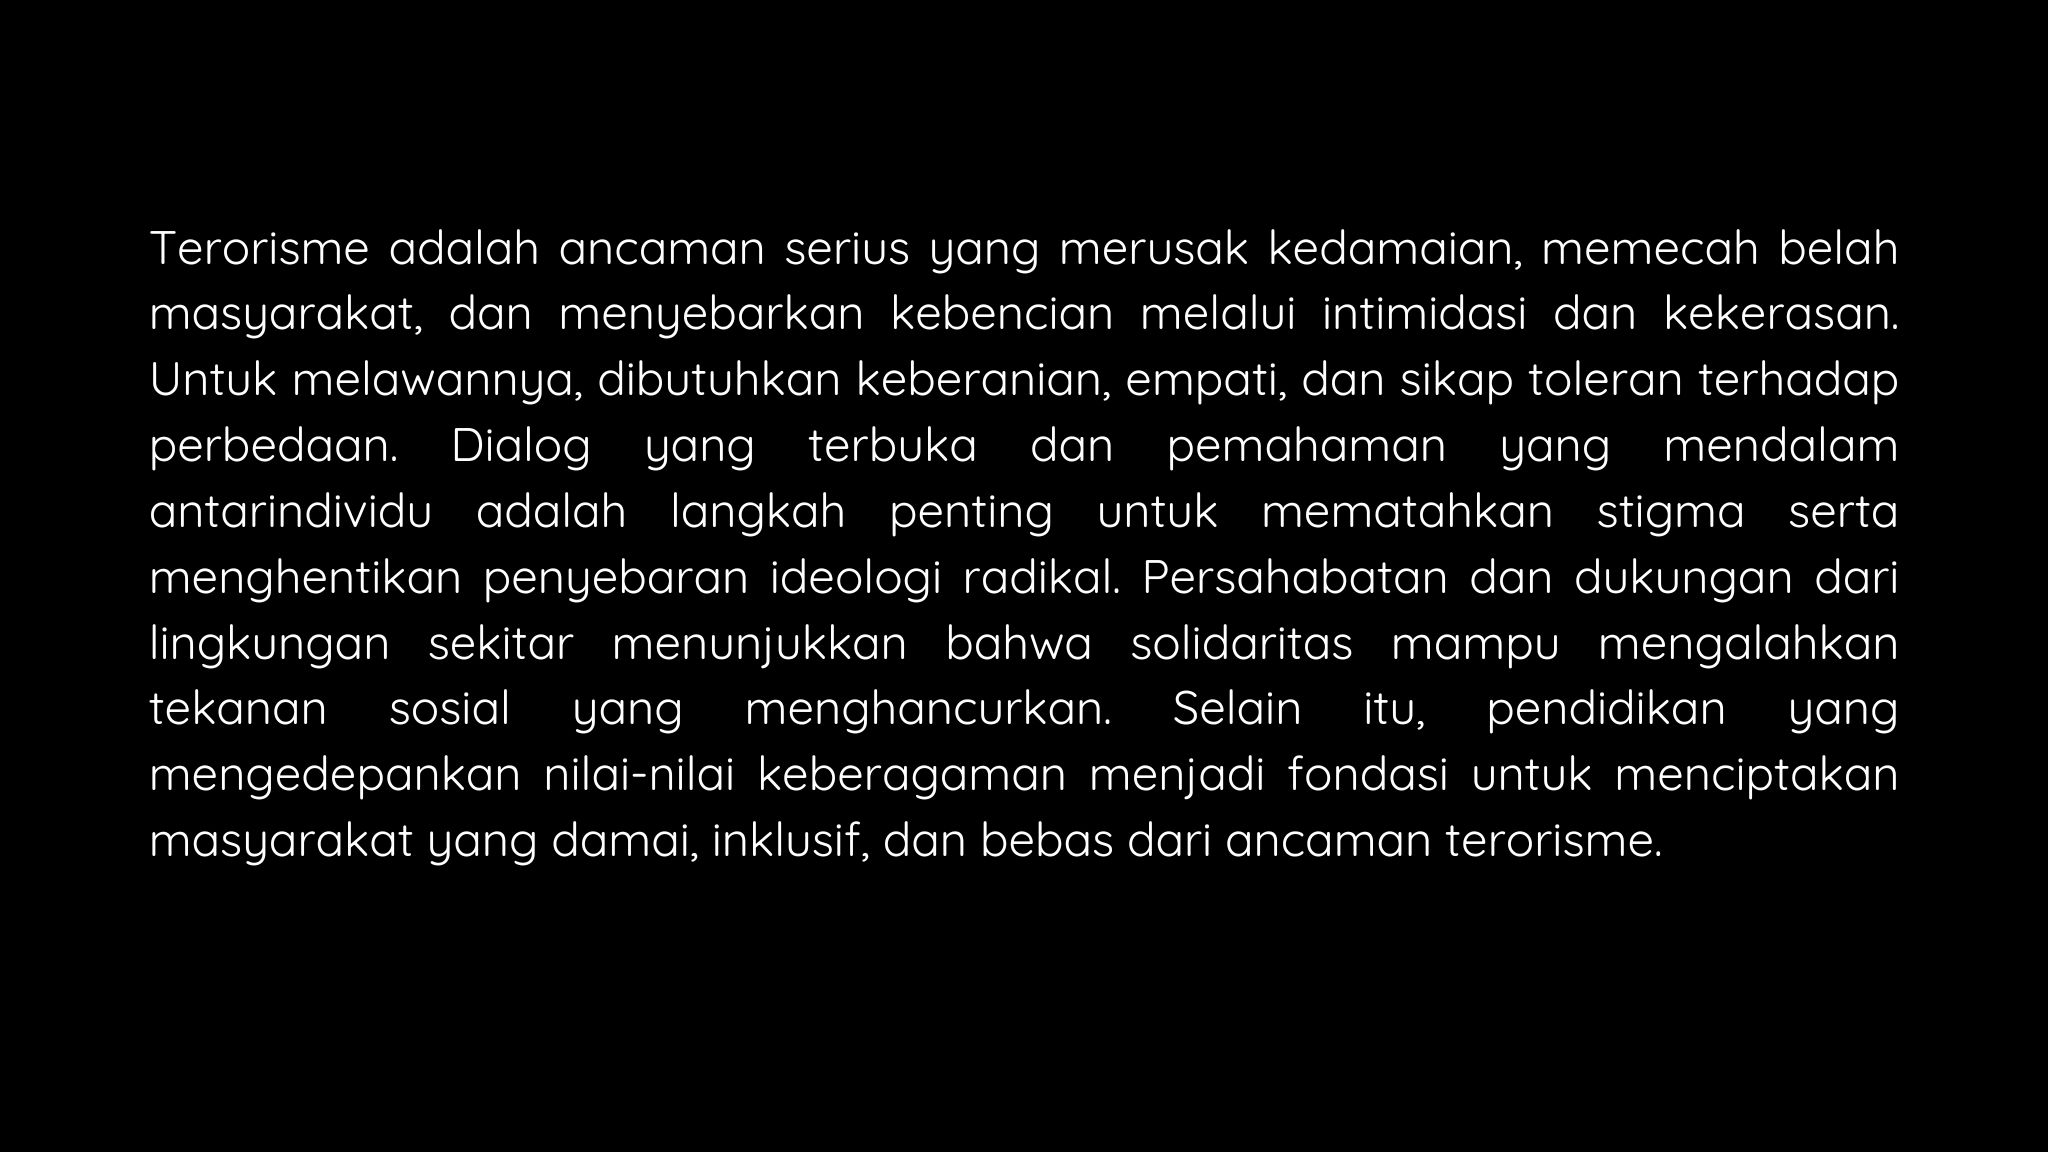 Terorisme adalah ancaman serius yang merusak kedamaian, memecah belah
masyarakat, dan menyebarkan kebencian melalui intimidasi dan kekerasan.
Untuk melawannya, dibutuhkan keberanian, empati, dan sikap toleran terhadap
perbedaan. Dialog yang terbuka dan pemahaman yang mendalam
antarindividu adalah langkah penting untuk mematahkan stigma serta
menghentikan penyebaran ideologi radikal. Persahabatan dan dukungan dari
lingkungan sekitar menunjukkan bahwa solidaritas mampu mengalahkan
tekanan sosial yang menghancurkan. Selain itu, pendidikan yang
mengedepankan nilai-nilai keberagaman menjadi fondasi untuk menciptakan
masyarakat yang damai, inklusif, dan bebas dari ancaman terorisme.